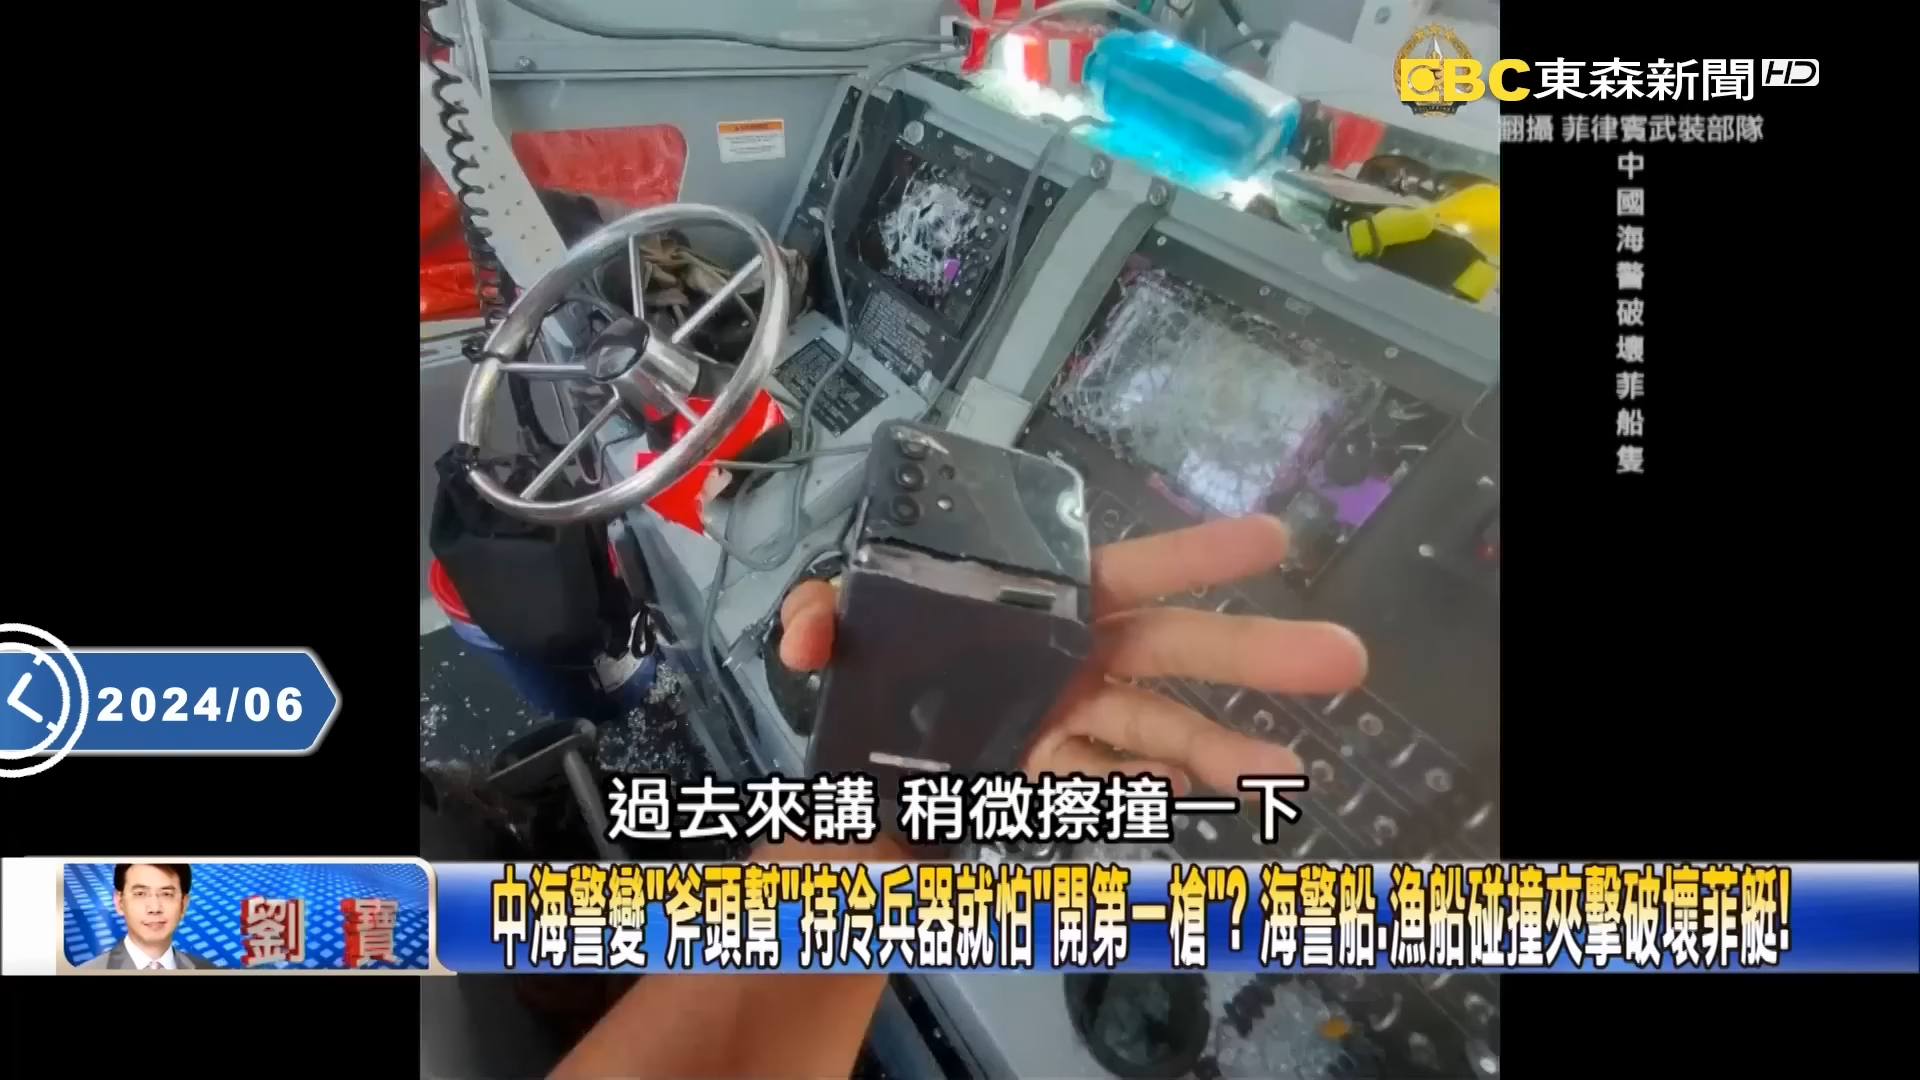 EBC東森新聞HD
翻攝 菲律賓武裝部隊
中國海警破壞菲船隻
2024/06
過去來講 稍微擦撞一下
劉寶
中海警變"斧頭幫"持冷兵器就怕"開第一槍"? 海警船.漁船碰撞夾擊破壞菲艇!